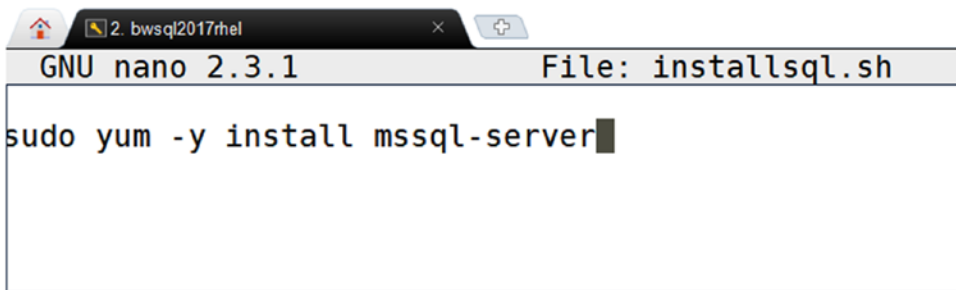 2. bwsql2017rhel
GNU nano 2.3.1 File: installsql.sh
sudo yum -y install mssql-server